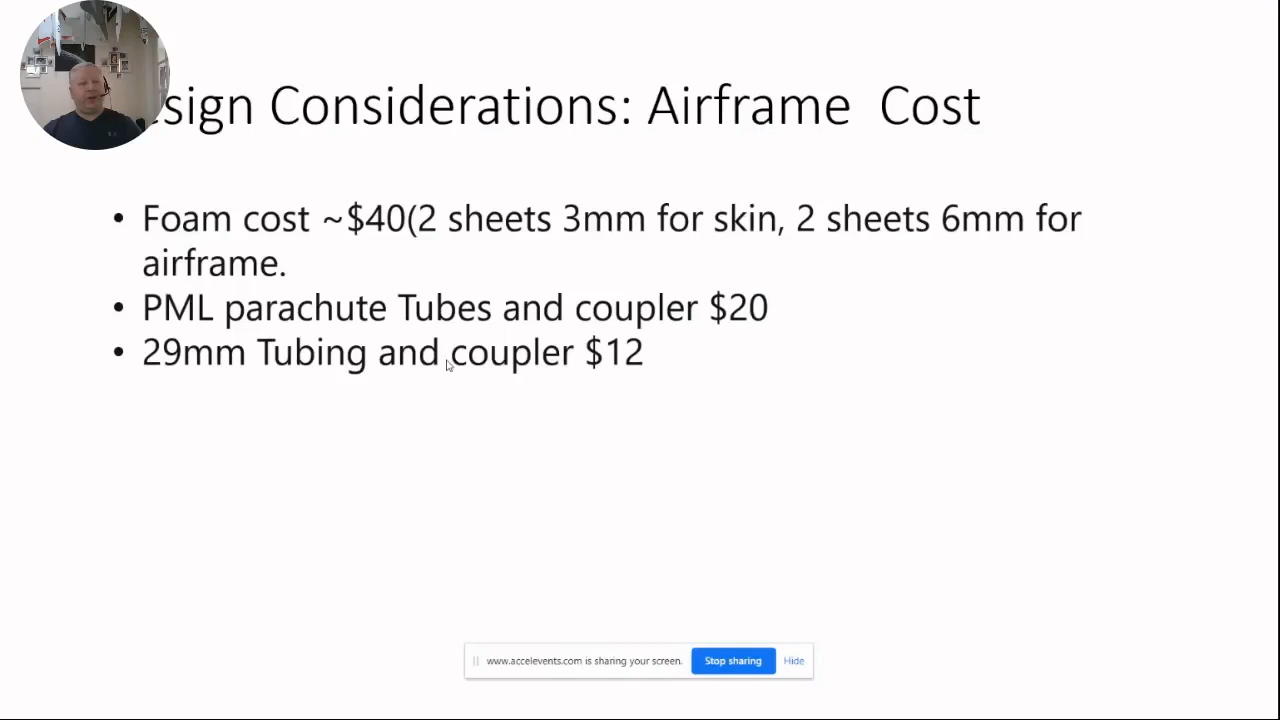 sign Considerations: Airframe Cost
• Foam cost ~$40(2 sheets 3mm for skin, 2 sheets 6mm for
airframe.
• PML parachute Tubes and coupler $20
• 29mm Tubing and coupler $12
www.accelevents.com is sharing your screen. Stop sharing Hide